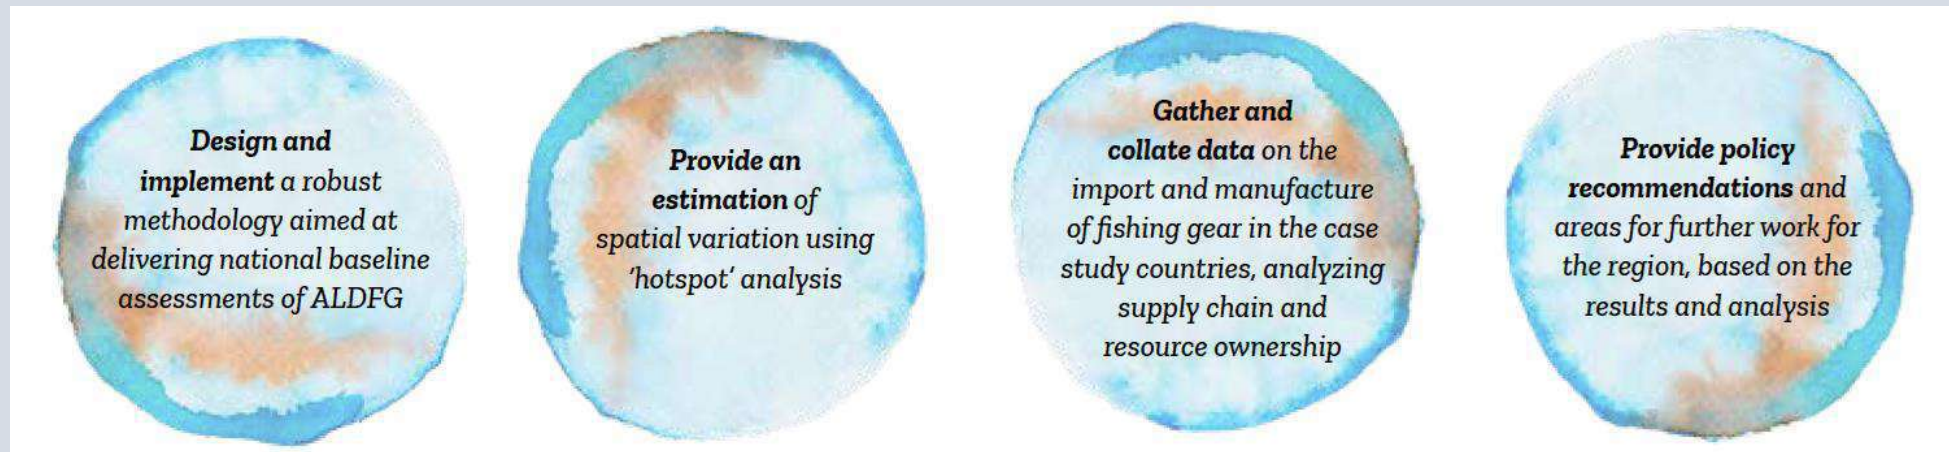 Design and
implement a robust
methodology aimed at
delivering national baseline
assessments of ALDFG
Provide an
estimation of
spatial variation using
‘hotspot’ analysis
Gather and
collate data on the
import and manufacture
of fishing gear in the case
study countries, analyzing
supply chain and
resource ownership
Provide policy
recommendations and
areas for further work for
the region, based on the
results and analysis